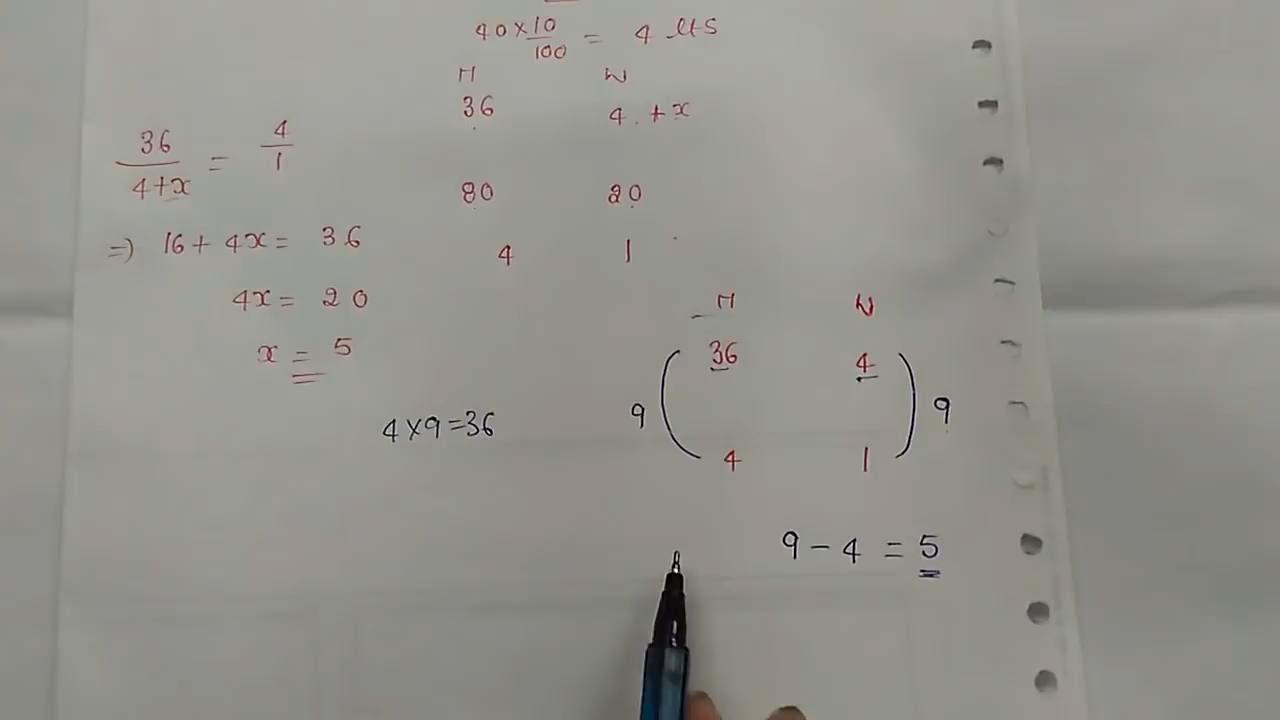 40 × 10/100 = 4 lts
M W
36 4 + x
80 20
4 1
36/4+x = 4/1
=) 16 + 4x = 36
4x = 20
x = 5
4×9=36
M W
36 4
9 ( ) 9
4 1
9 - 4 = 5